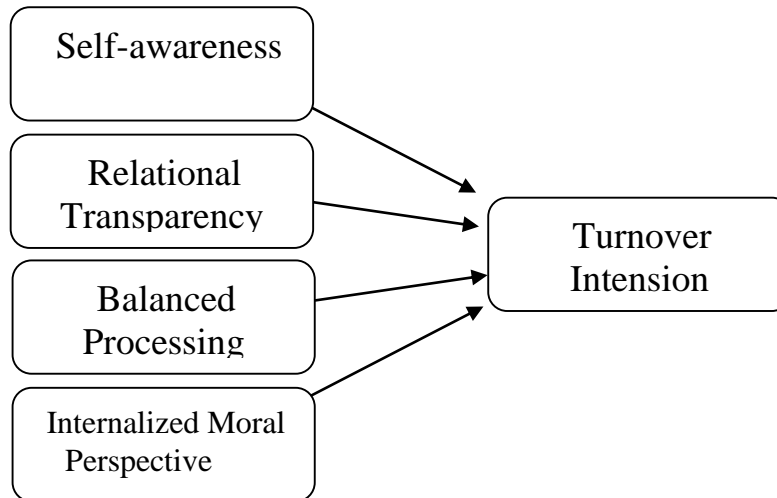 Self-awareness
Relational
Transparency
Balanced
Processing
Internalized Moral
Perspective
Turnover
Intension